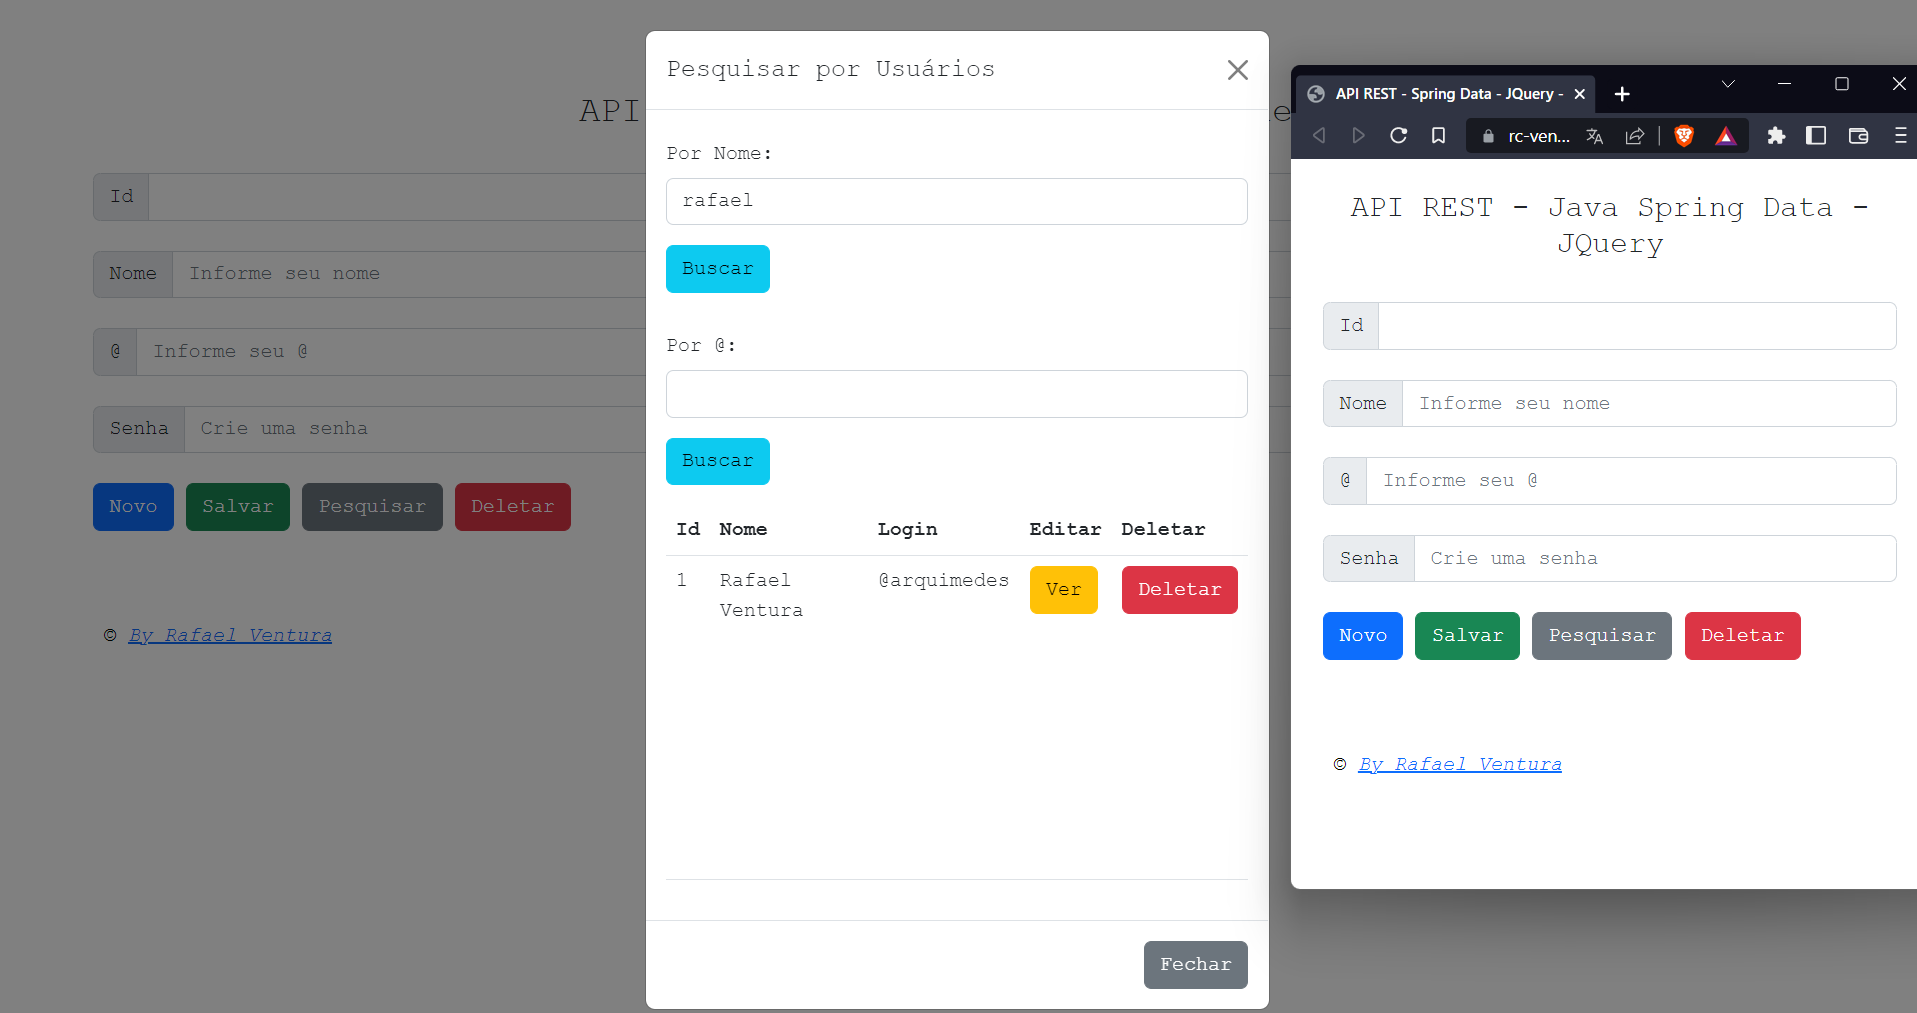 API
Id
Nome Informe seu nome
@ Informe seu @
Senha Crie uma senha
Novo Salvar Pesquisar Deletar
© By Rafael Ventura
Pesquisar por Usuários
Por Nome:
rafael
Buscar
Por @:
Buscar
Id Nome Login Editar Deletar
1 Rafael Ventura @arquimedes Ver Deletar
Fechar
API REST - Spring Data - JQuery -
rc-ven...
API REST - Java Spring Data -
JQuery
Id
Nome Informe seu nome
@ Informe seu @
Senha Crie uma senha
Novo Salvar Pesquisar Deletar
© By Rafael Ventura